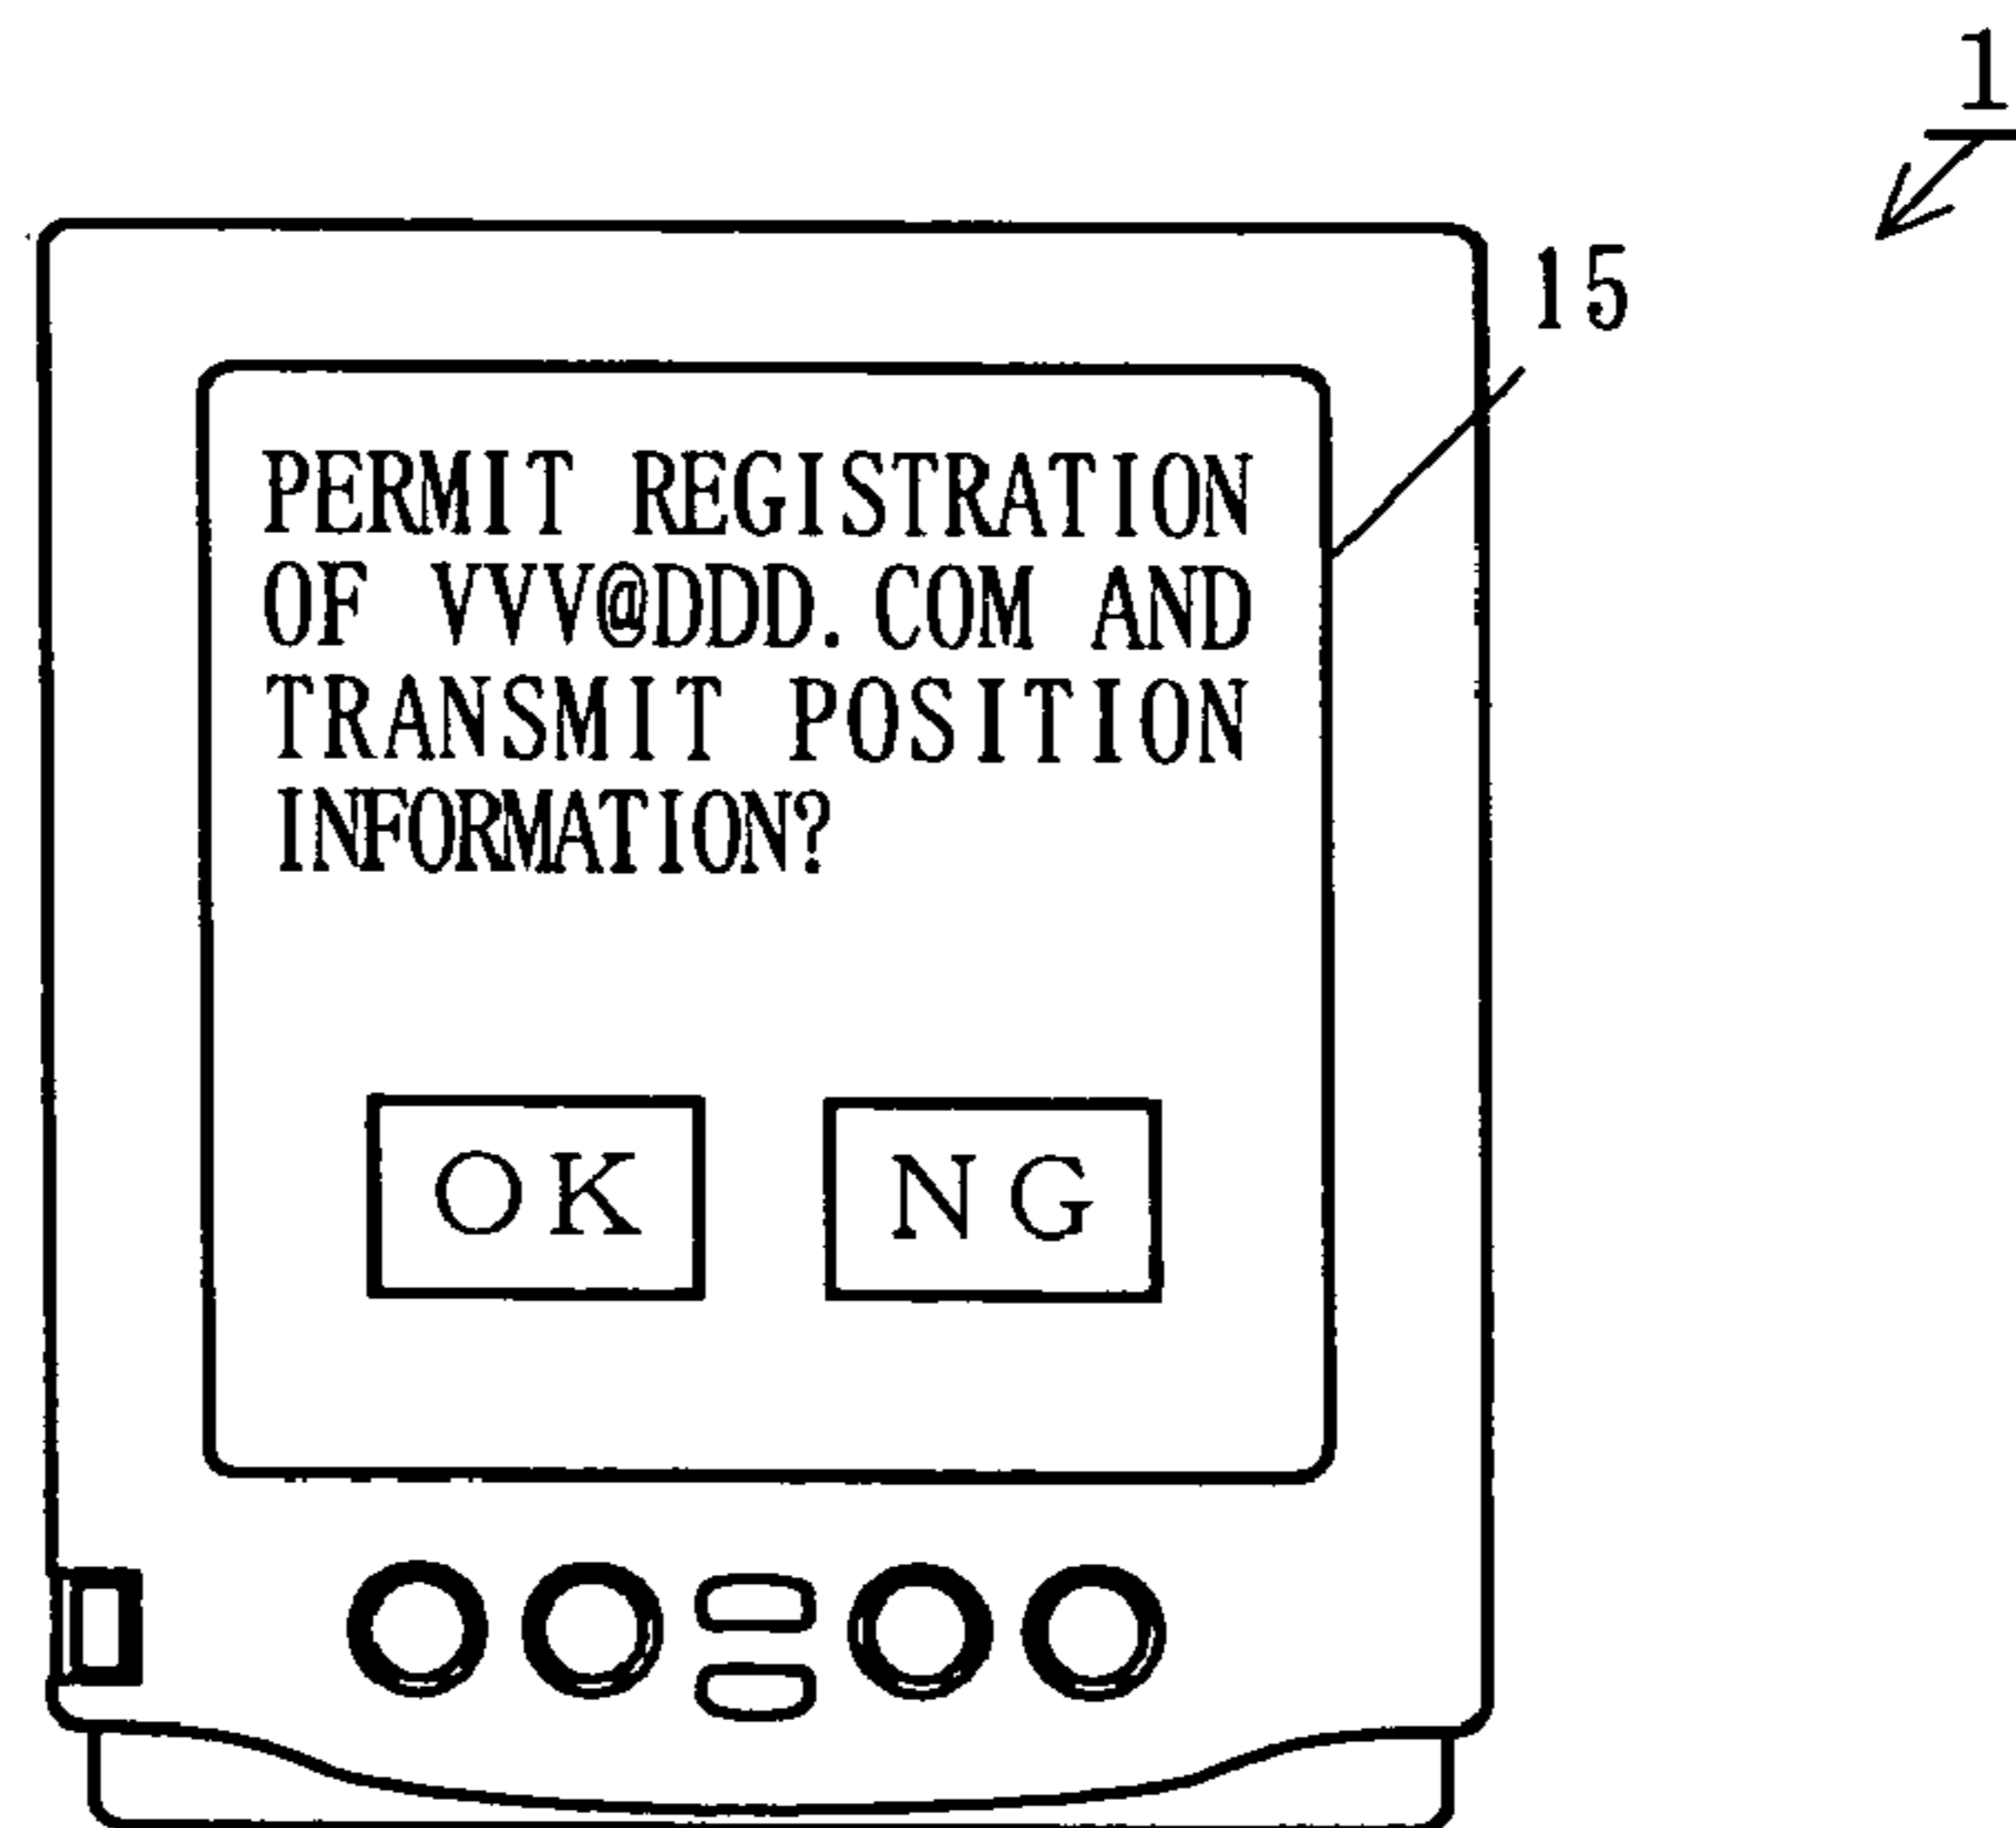 1
15
PERMIT REGISTRATION
OF VVV@DDD.COM AND
TRANSMIT POSITION
INFORMATION?
OK NG